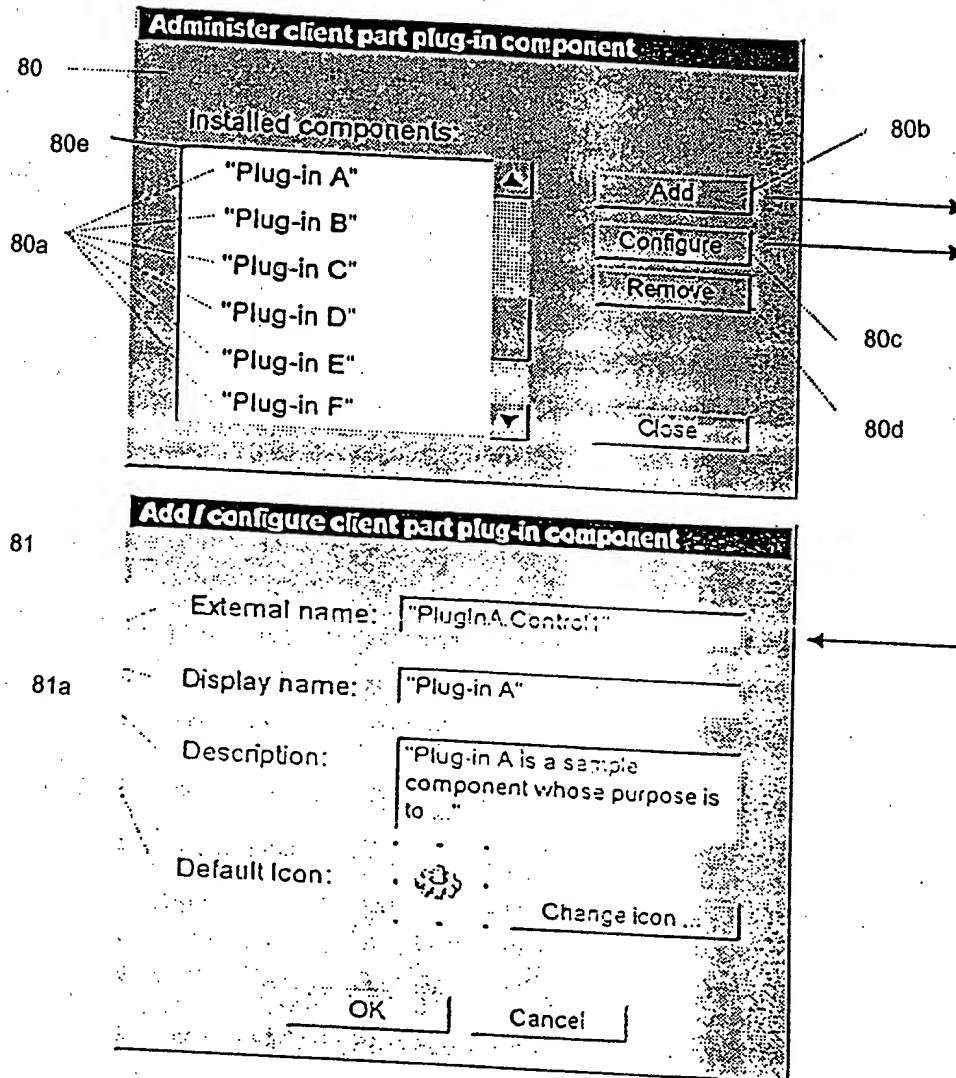 Administer client part plug-in component
80
Installed components:
80b
80e
"Plug-in A"
Add
"Plug-in B"
80a
Configure
"Plug-in C"
Remove
"Plug-in D"
80c
"Plug-in E"
"Plug-in F"
Close
80d
Add / configure client part plug-in component
81
External name:
"PlugInA.Control1"
81a
Display name:
"Plug-in A"
Description:
"Plug-in A is a sample
component whose purpose is
to ..."
Default Icon:
Change icon ...
OK
Cancel